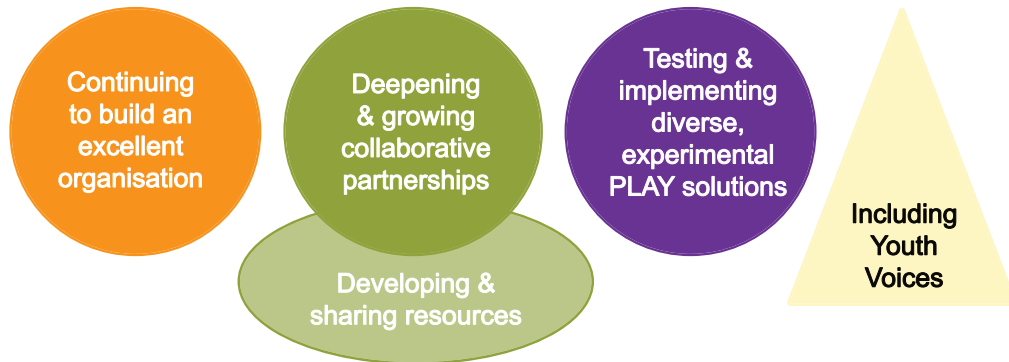 Continuing
to build an
excellent
organisation
Deepening
& growing
collaborative
partnerships
Developing &
sharing resources
Testing &
implementing
diverse,
experimental
PLAY solutions
Including
Youth
Voices